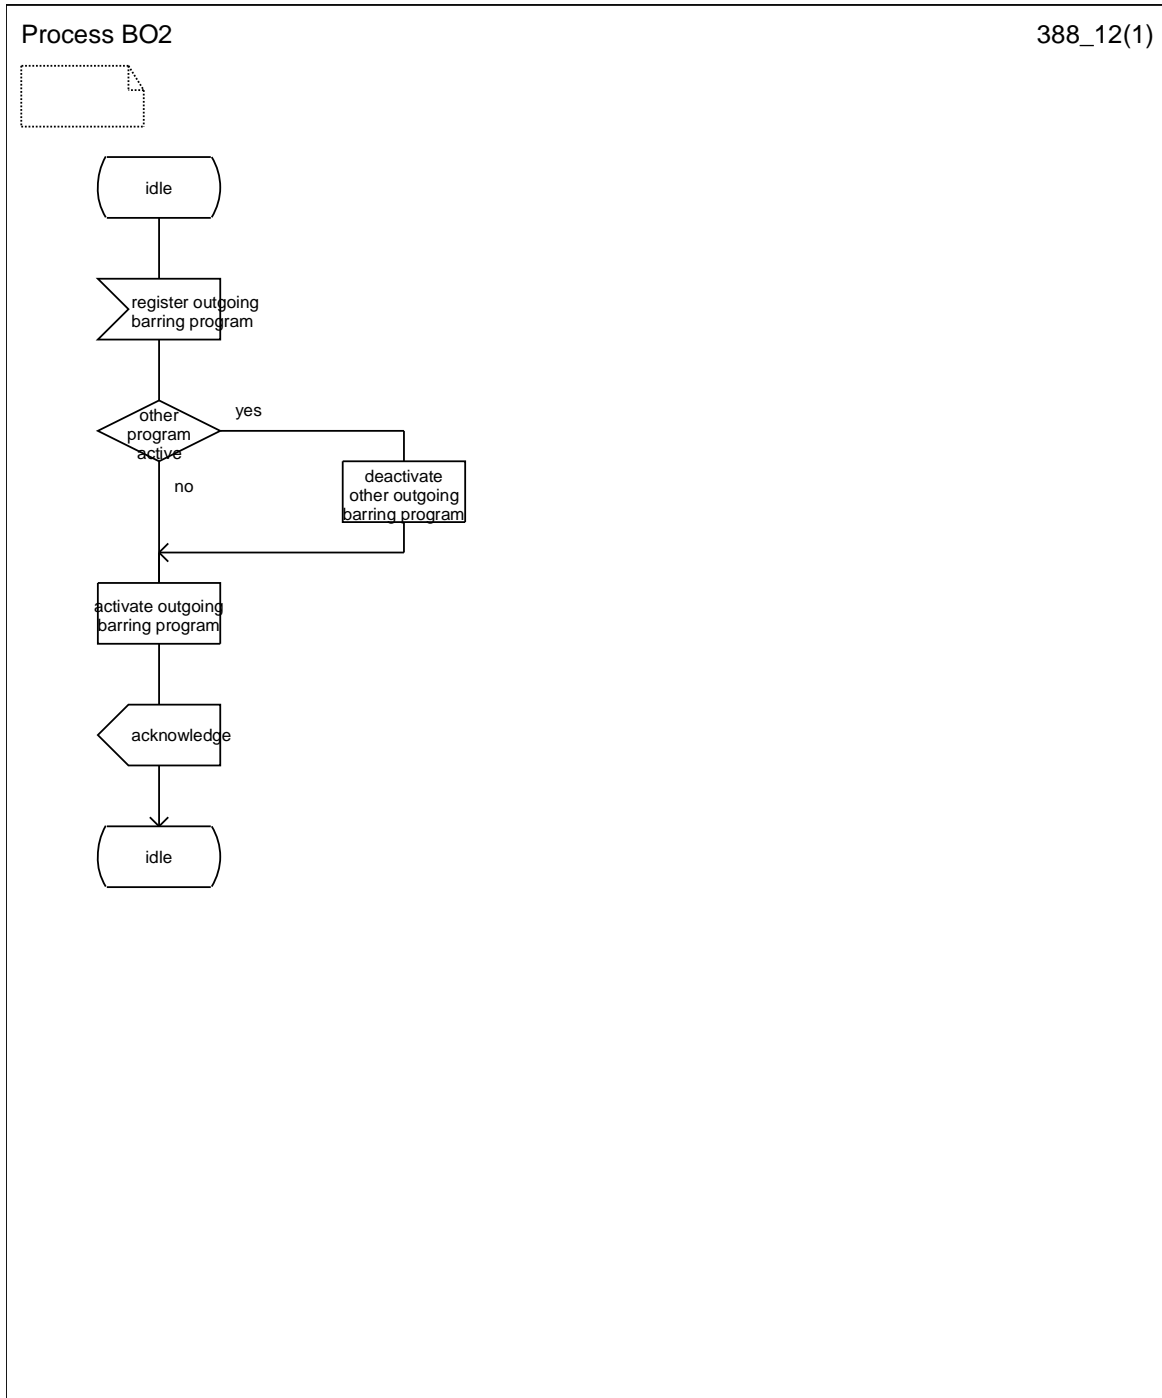 Process BO2
388_12(1)
idle
register outgoing
barring program
other
program
active
yes
no
deactivate
other outgoing
barring program
activate outgoing
barring program
acknowledge
idle